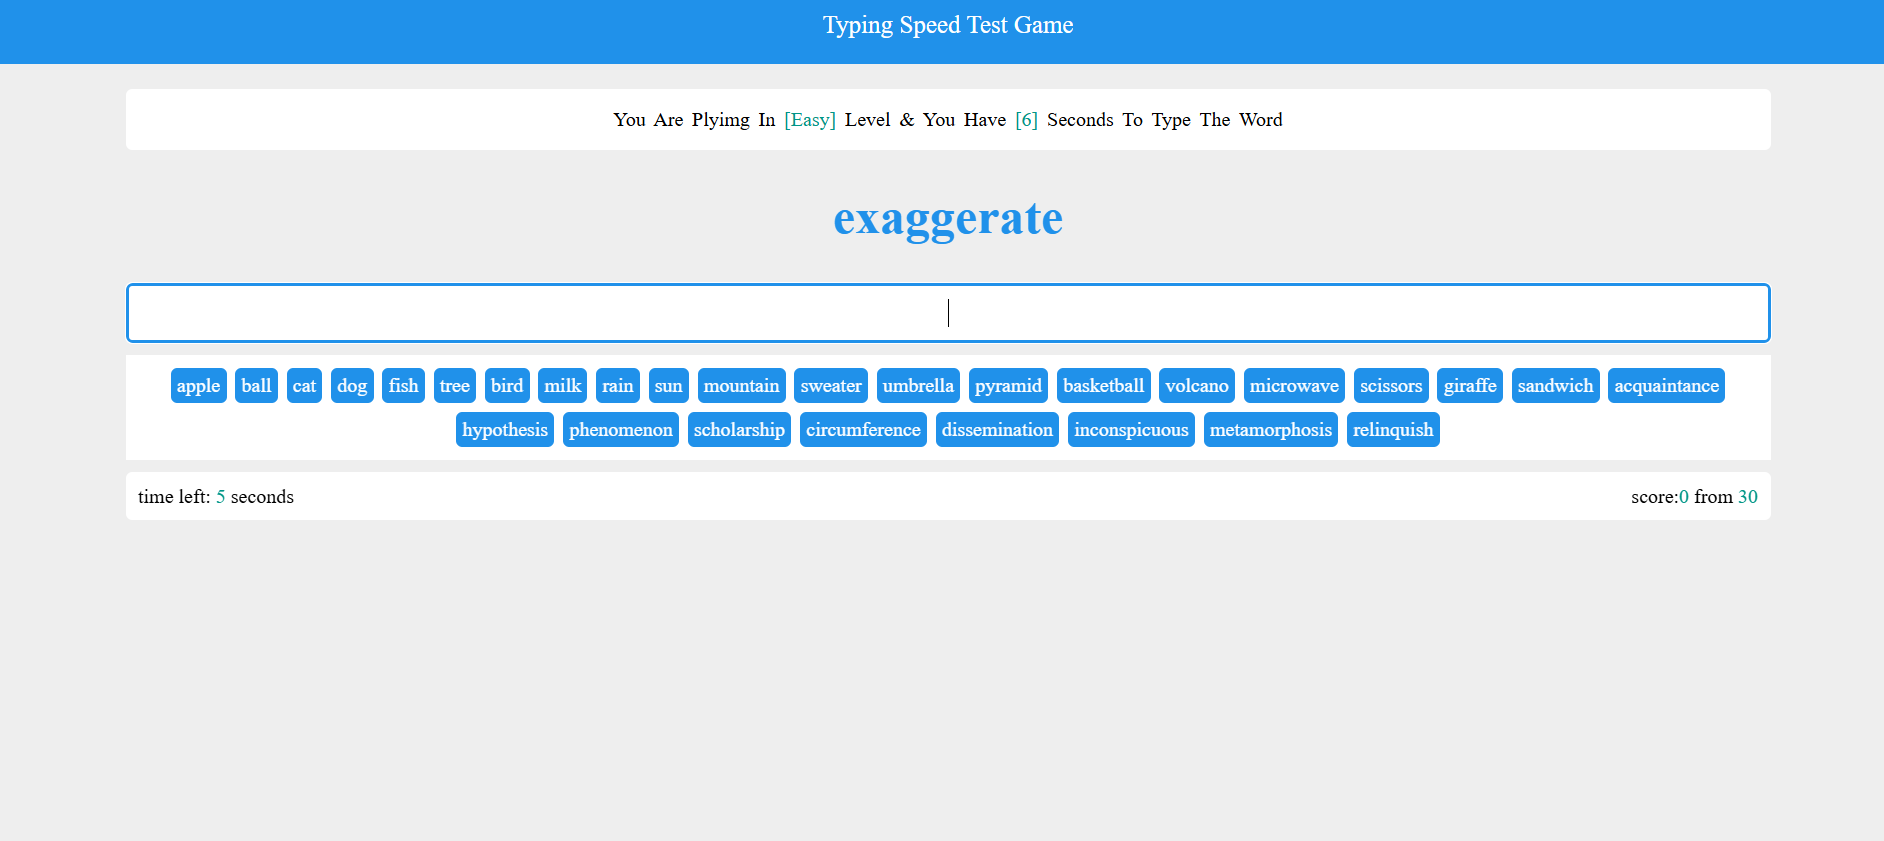 Typing Speed Test Game
You Are Plyimg In [Easy] Level & You Have [6] Seconds To Type The Word
exaggerate
apple ball cat dog fish tree bird milk rain sun mountain sweater umbrella pyramid basketball volcano microwave scissors giraffe sandwich acquaintance
hypothesis phenomenon scholarship circumference dissemination inconspicuous metamorphosis relinquish
time left: 5 seconds score:0 from 30